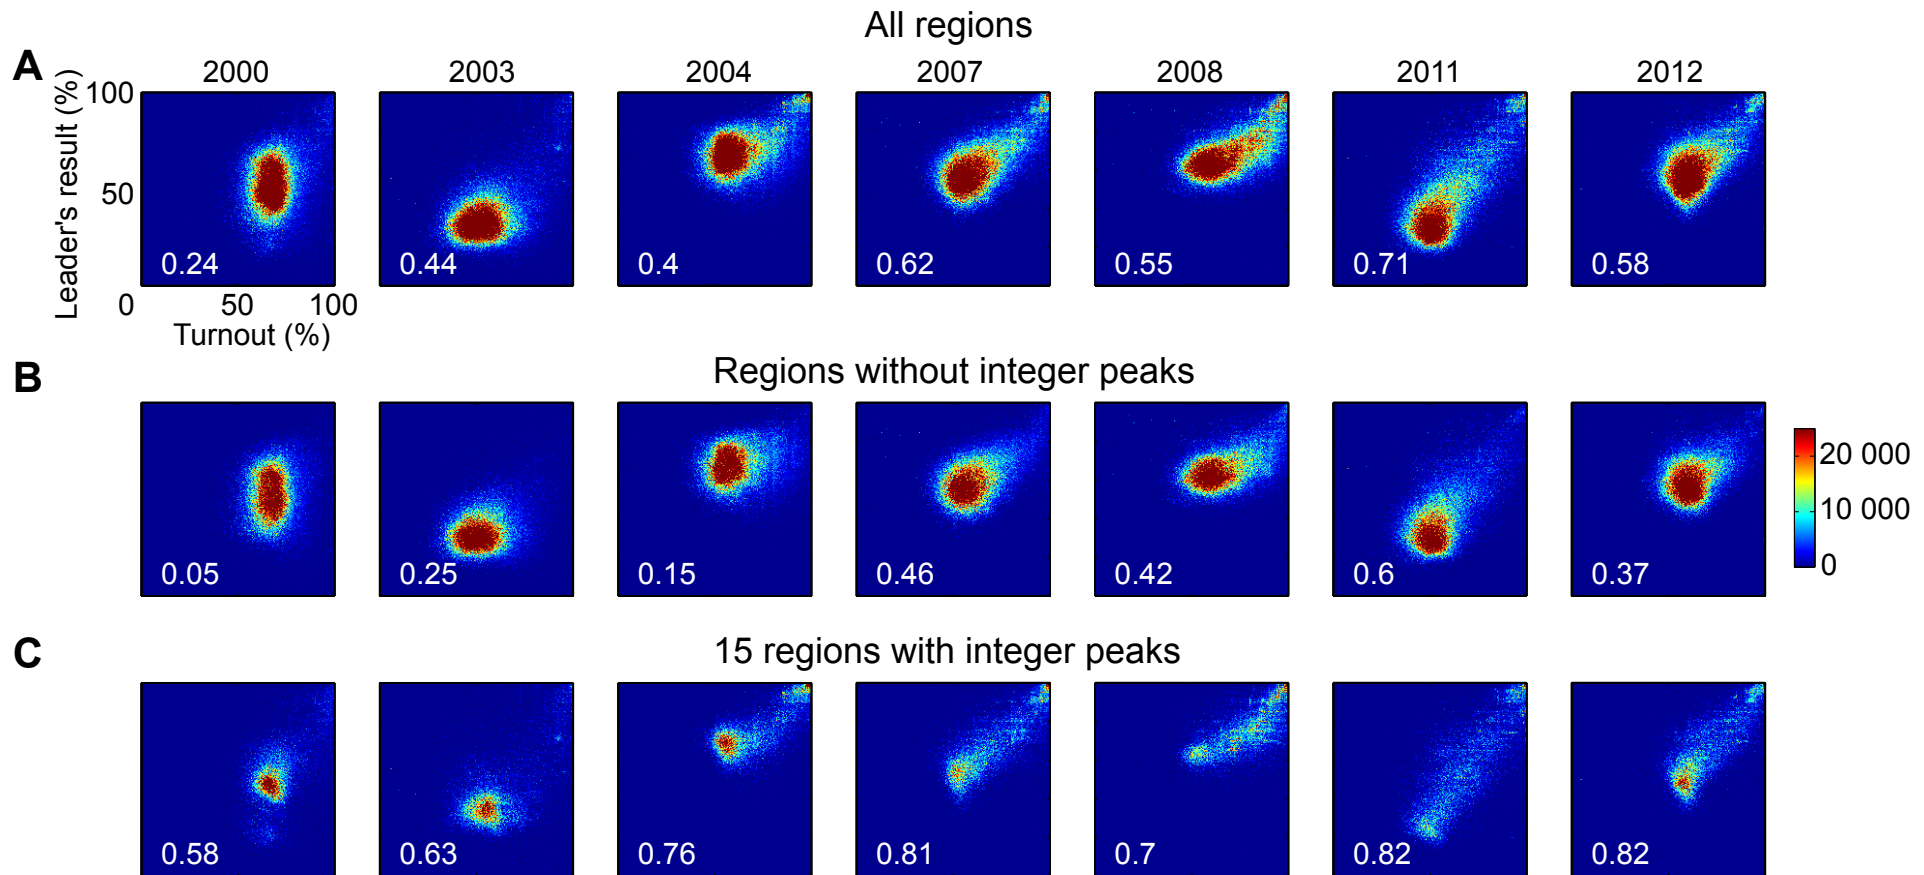 All regions
A
2000 2003 2004 2007 2008 2011 2012
Leader's result (%)
100
50
0.24 0.44 0.4 0.62 0.55 0.71 0.58
0 50 100
Turnout (%)
B
Regions without integer peaks
0.05 0.25 0.15 0.46 0.42 0.6 0.37
20 000
10 000
0
C
15 regions with integer peaks
0.58 0.63 0.76 0.81 0.7 0.82 0.82